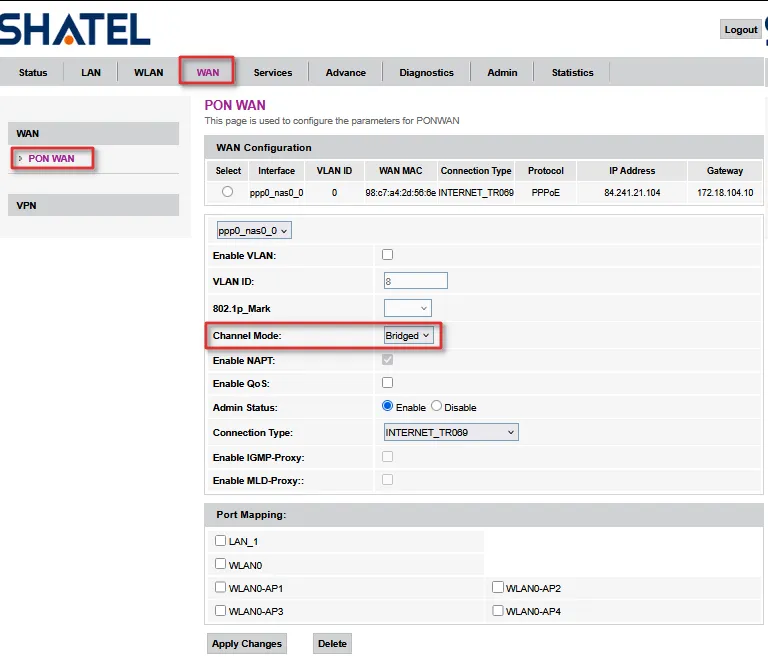 SHATEL
Logout
Status LAN WLAN WAN Services Advance Diagnostics Admin Statistics
WAN
PON WAN
VPN
PON WAN
This page is used to configure the parameters for PONWAN
WAN Configuration
Select Interface VLAN ID WAN MAC Connection Type Protocol IP Address Gateway
ppp0_nas0_0 0 98:c7:a4:2d:56:6e INTERNET_TR069 PPPoE 84.241.21.104 172.18.104.10
ppp0_nas0_0
Enable VLAN:
VLAN ID: 8
802.1p_Mark
Channel Mode: Bridged
Enable NAPT:
Enable QoS:
Admin Status: Enable Disable
Connection Type: INTERNET_TR069
Enable IGMP-Proxy:
Enable MLD-Proxy::
Port Mapping:
LAN_1
WLAN0
WLAN0-AP1 WLAN0-AP2
WLAN0-AP3 WLAN0-AP4
Apply Changes Delete